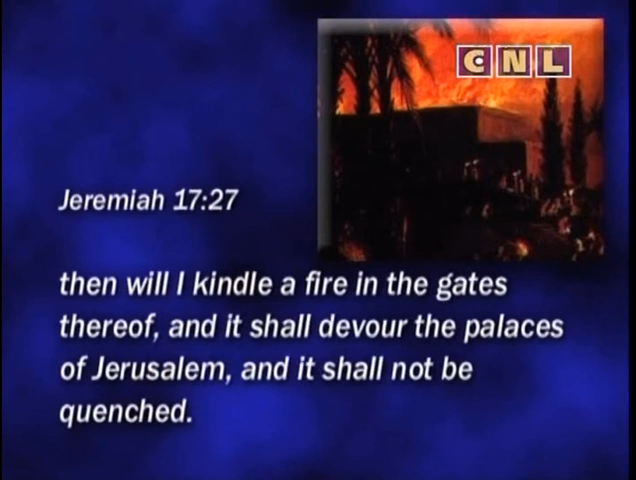 CNL
Jeremiah 17:27
then will I kindle a fire in the gates
thereof, and it shall devour the palaces
of Jerusalem, and it shall not be
quenched.